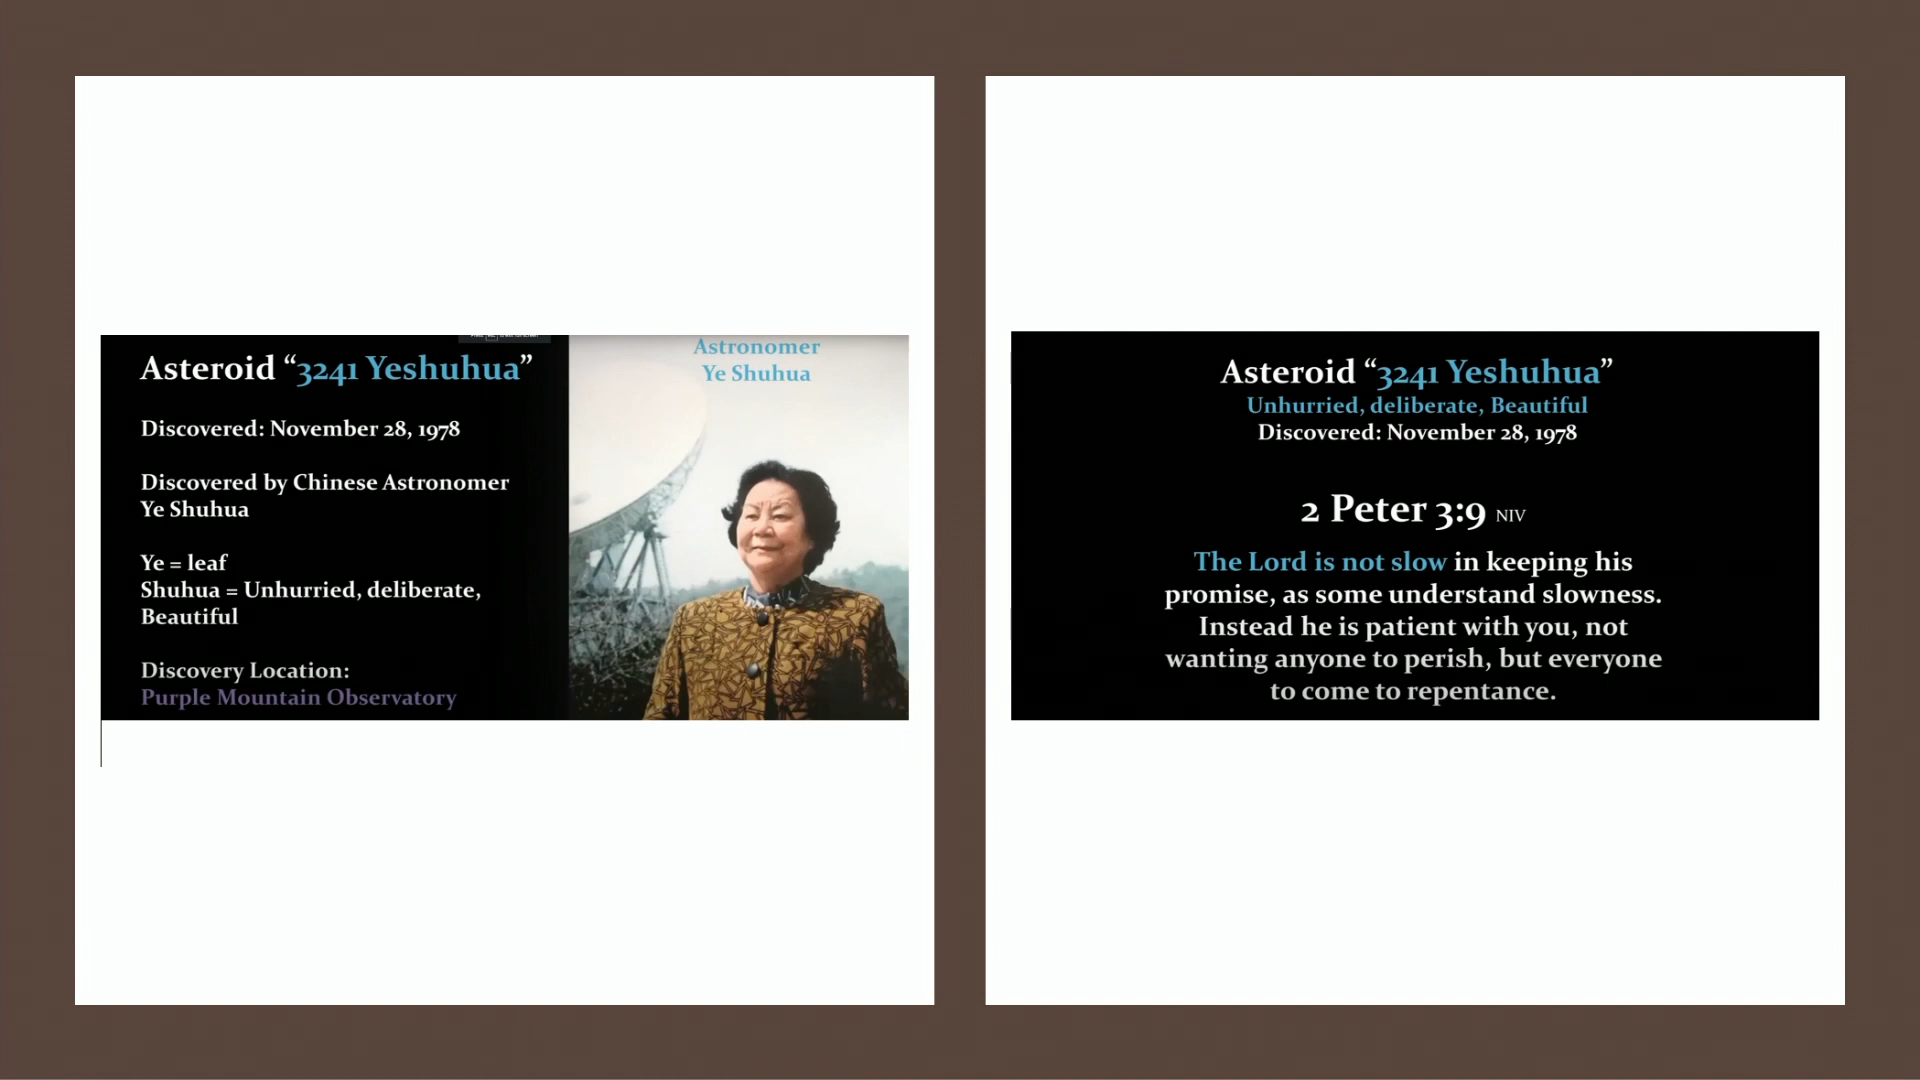 Asteroid “3241 Yeshuhua”
Discovered: November 28, 1978
Discovered by Chinese Astronomer
Ye Shuhua
Ye = leaf
Shuhua = Unhurried, deliberate,
Beautiful
Discovery Location:
Purple Mountain Observatory
Astronomer
Ye Shuhua
Asteroid “3241 Yeshuhua”
Unhurried, deliberate, Beautiful
Discovered: November 28, 1978
2 Peter 3:9 NIV
The Lord is not slow in keeping his
promise, as some understand slowness.
Instead he is patient with you, not
wanting anyone to perish, but everyone
to come to repentance.